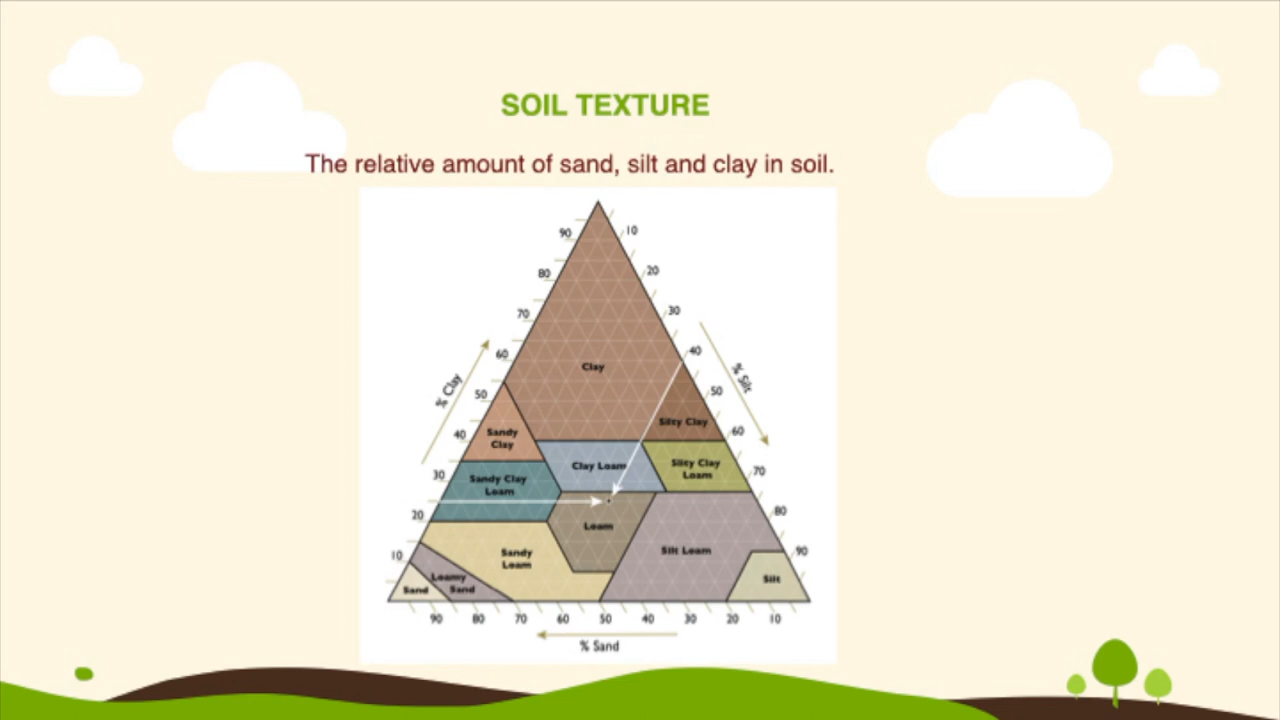 SOIL TEXTURE
The relative amount of sand, silt and clay in soil.
90
10
80
20
70
30
60
40
% Clay
% Silt
50
50
Clay
40
60
Sandy
Clay
Silty Clay
30
70
Sandy Clay
Loam
Clay Loam
Silty Clay
Loam
20
80
Loam
10
90
Sandy
Loam
Silt Loam
Silt
Sand
Loamy
Sand
90 80 70 60 50 40 30 20 10
% Sand